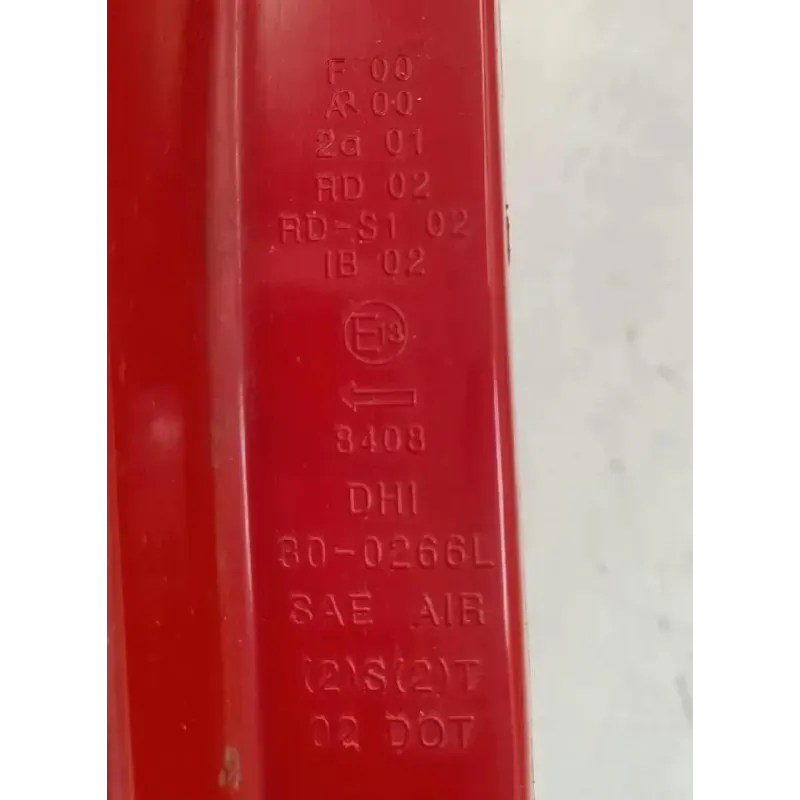 F 00
AR 00
2a 01
RD 02
RD-S1 02
IB 02
E13
8408
DHI
30-0266L
SAE AIR
(2)S(2)T
02 DOT